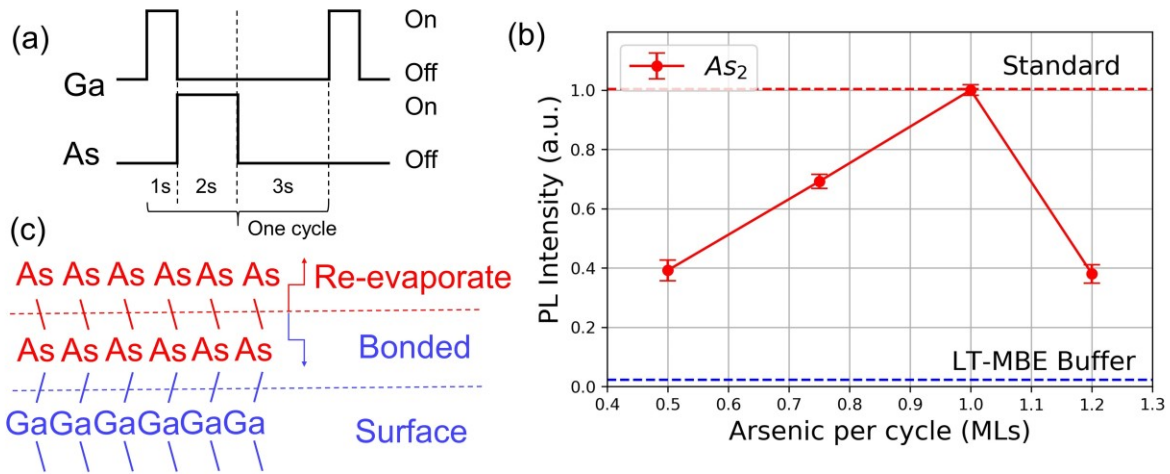 (a)
On
Ga
Off
On
As
Off
1s 2s 3s
One cycle
(b)
As2
Standard
LT-MBE Buffer
PL Intensity (a.u.)
1.0
0.8
0.6
0.4
0.2
0.0
0.4 0.5 0.6 0.7 0.8 0.9 1.0 1.1 1.2 1.3
Arsenic per cycle (MLs)
(c)
As As As As As As Re-evaporate
As As As As As As Bonded
GaGaGaGaGaGa Surface